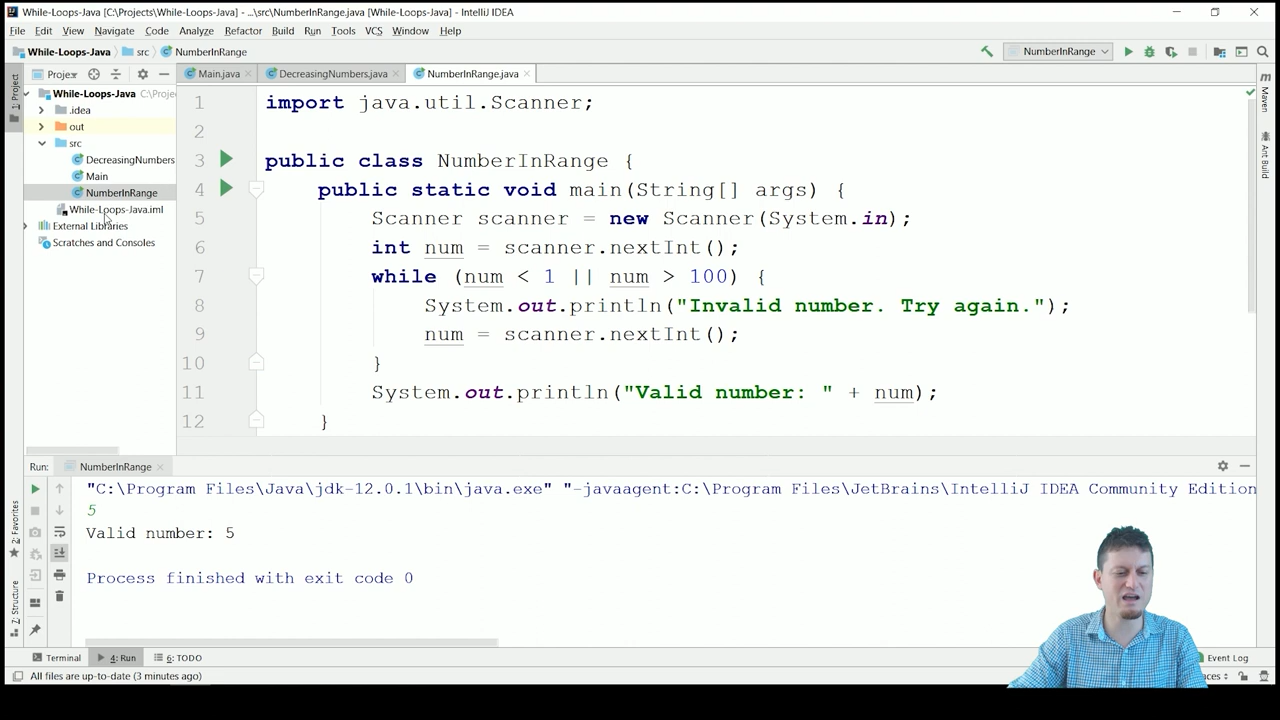 While-Loops-Java [C:\Projects\While-Loops-Java] - ...\src\NumberInRange.java [While-Loops-Java] - IntelliJ IDEA
File Edit View Navigate Code Analyze Refactor Build Run Tools VCS Window Help
While-Loops-Java src NumberInRange NumberInRange
1: Project Project Main.java DecreasingNumbers.java NumberInRange.java
While-Loops-Java C:\Proje
.idea
out
src
DecreasingNumbers
Main
NumberInRange
While-Loops-Java.iml
External Libraries
Scratches and Consoles
1 import java.util.Scanner;
2
3 public class NumberInRange {
4 public static void main(String[] args) {
5 Scanner scanner = new Scanner(System.in);
6 int num = scanner.nextInt();
7 while (num < 1 || num > 100) {
8 System.out.println("Invalid number. Try again.");
9 num = scanner.nextInt();
10 }
11 System.out.println("Valid number: " + num);
12 }
Maven
Ant Build
Run: NumberInRange
"C:\Program Files\Java\jdk-12.0.1\bin\java.exe" "-javaagent:C:\Program Files\JetBrains\IntelliJ IDEA Community Edition
5
Valid number: 5
Process finished with exit code 0
2: Favorites
7: Structure
Terminal 4: Run 6: TODO Event Log
All files are up-to-date (3 minutes ago)